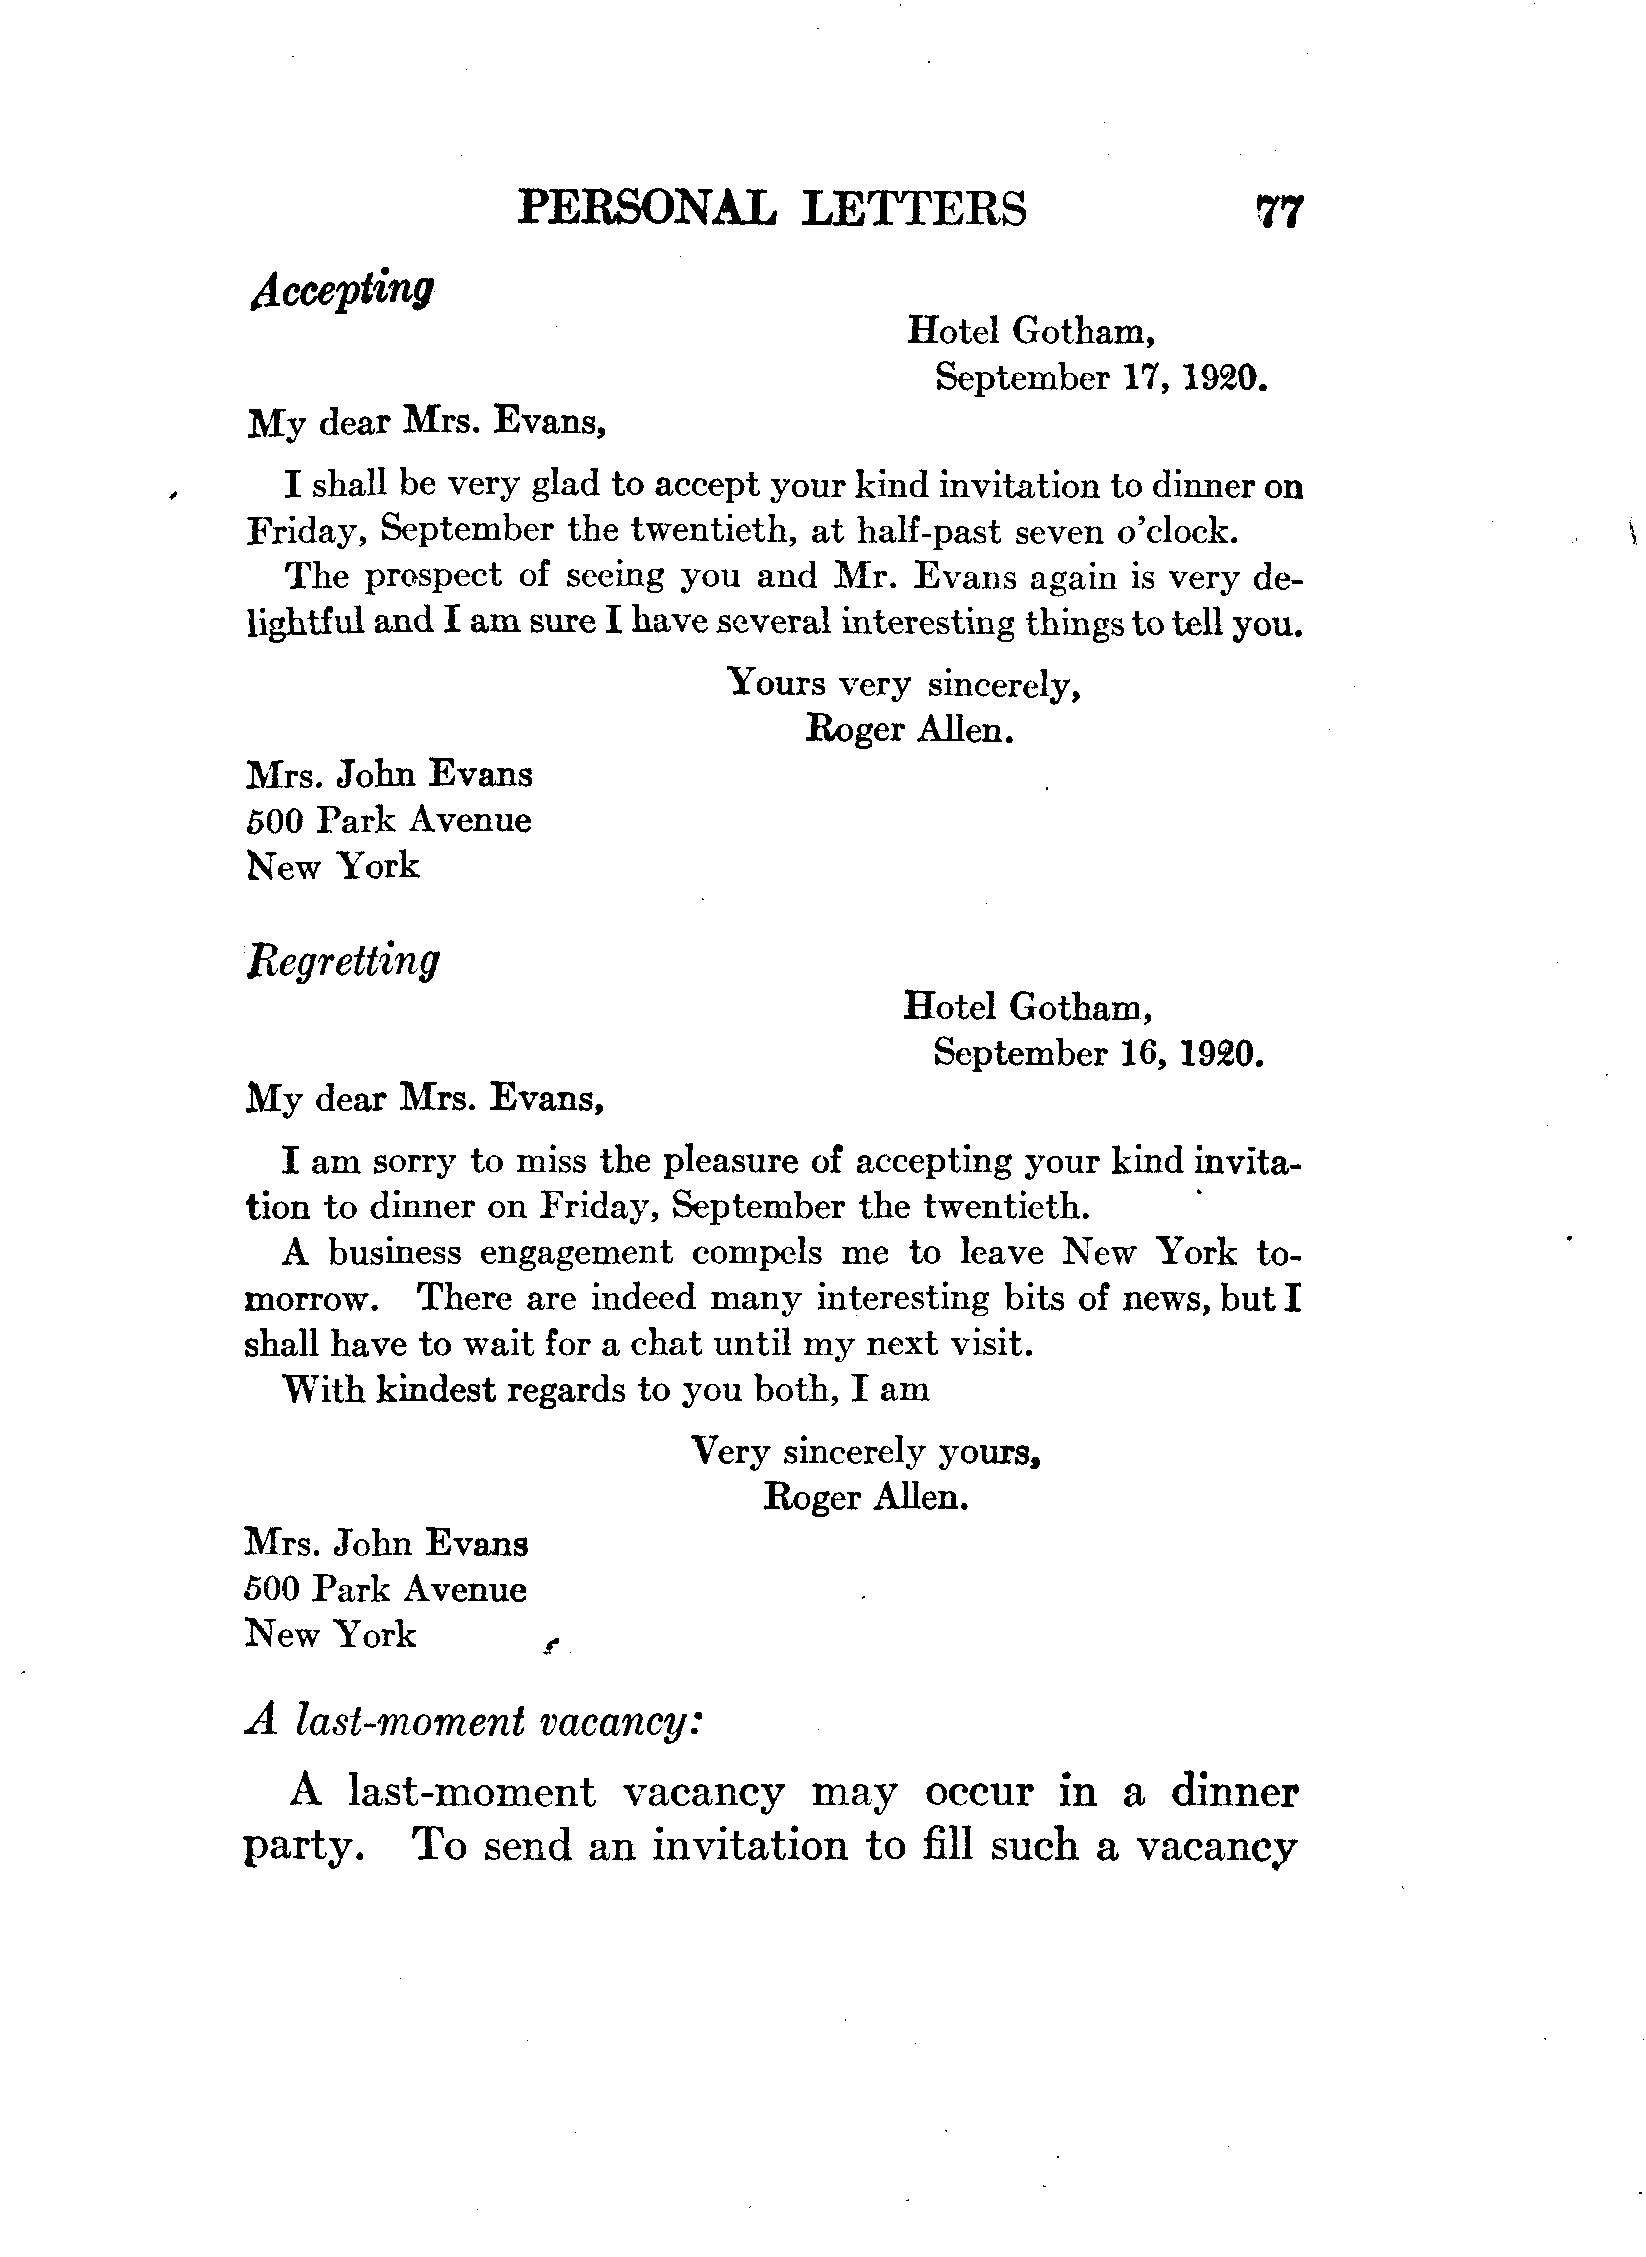 PERSONAL LETTERS 77
Accepting
Hotel Gotham,
September 17, 1920.
My dear Mrs. Evans,
I shall be very glad to accept your kind invitation to dinner on
Friday, September the twentieth, at half-past seven o'clock.
The prospect of seeing you and Mr. Evans again is very de-
lightful and I am sure I have several interesting things to tell you.
Yours very sincerely,
Roger Allen.
Mrs. John Evans
500 Park Avenue
New York
Regretting
Hotel Gotham,
September 16, 1920.
My dear Mrs. Evans,
I am sorry to miss the pleasure of accepting your kind invita-
tion to dinner on Friday, September the twentieth.
A business engagement compels me to leave New York to-
morrow. There are indeed many interesting bits of news, but I
shall have to wait for a chat until my next visit.
With kindest regards to you both, I am
Very sincerely yours,
Roger Allen.
Mrs. John Evans
500 Park Avenue
New York
A last-moment vacancy:
A last-moment vacancy may occur in a dinner
party. To send an invitation to fill such a vacancy